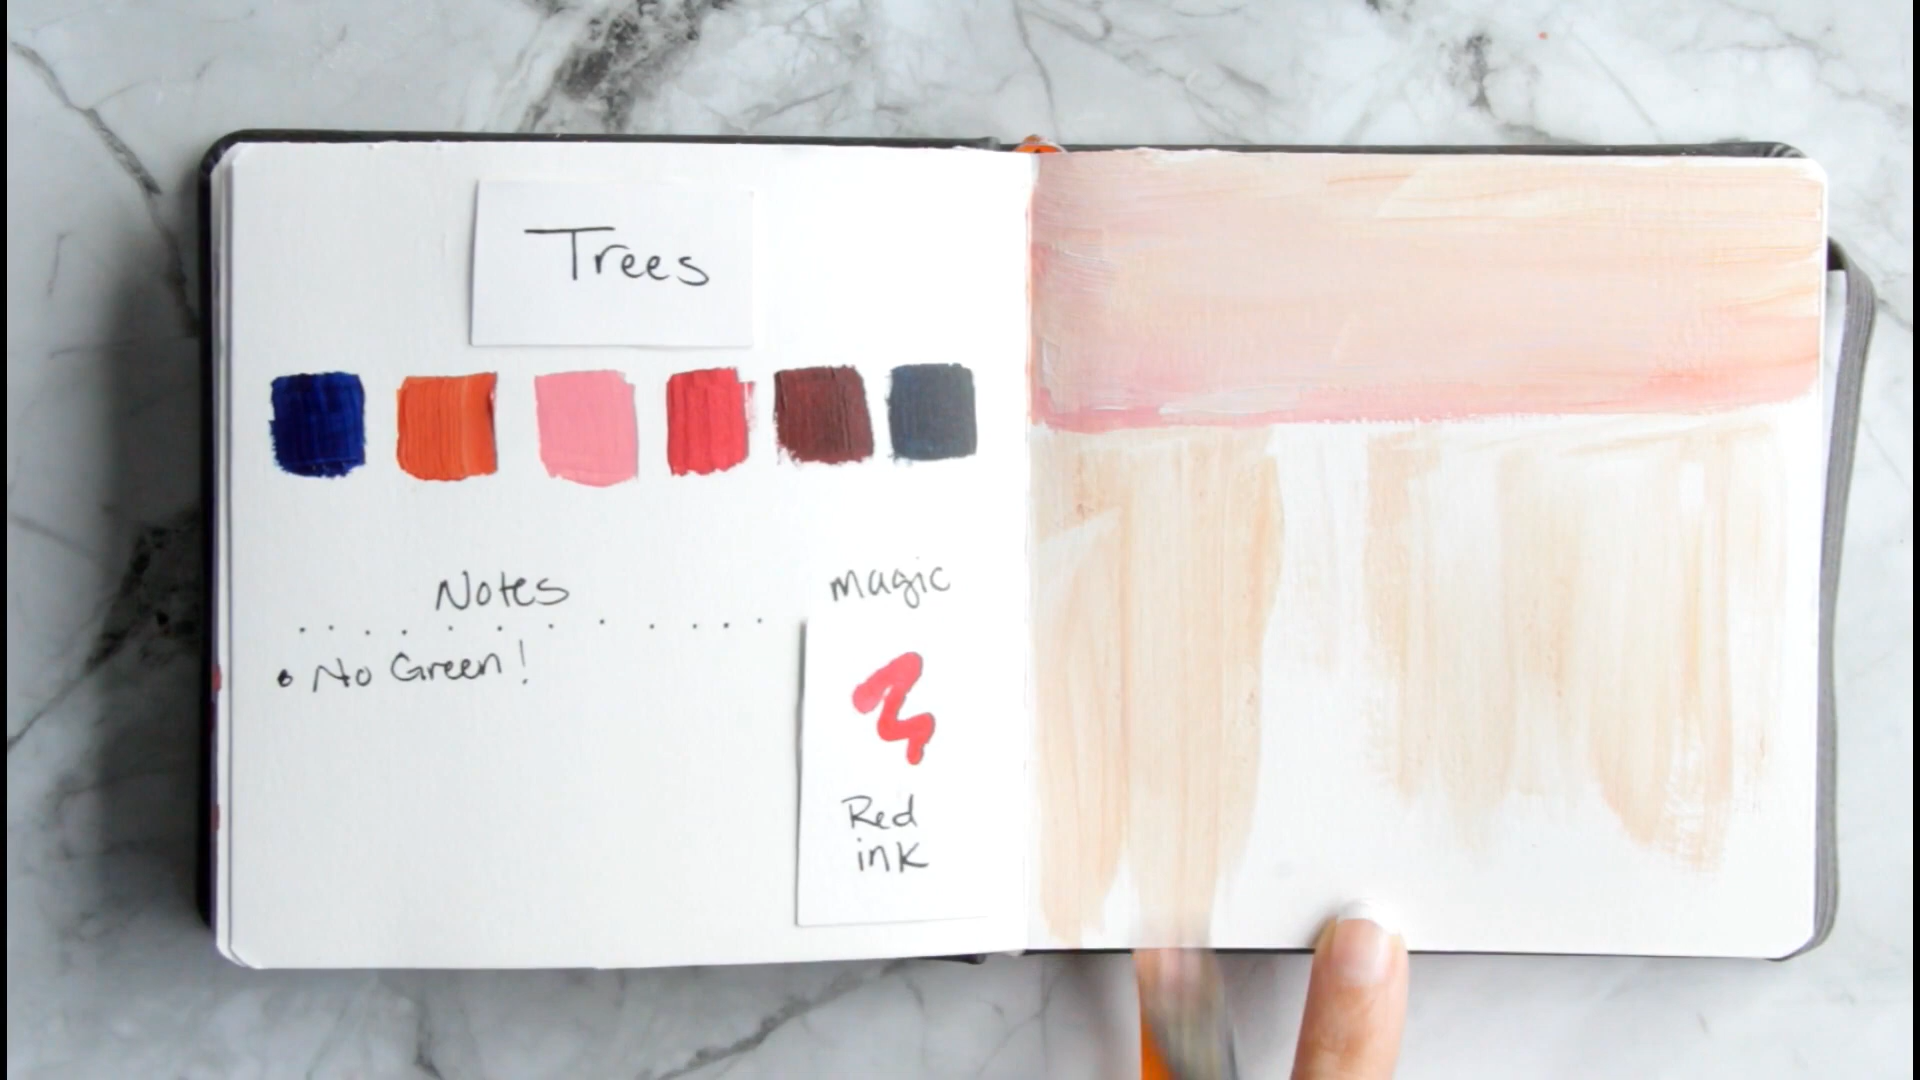 Trees
Notes
magic
• No Green!
Red
ink